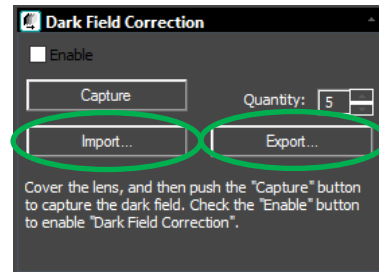 Dark Field Correction
Enable
Capture Quantity: 5
Import... Export...
Cover the lens, and then push the "Capture" button
to capture the dark field. Check the "Enable" button
to enable "Dark Field Correction".